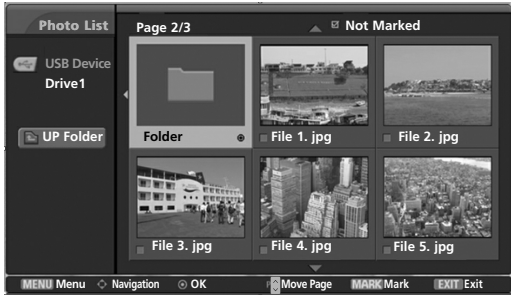 Photo List
Page 2/3
Not Marked
USB Device
Drive1
UP Folder
Folder
File 1. jpg
File 2. jpg
File 3. jpg
File 4. jpg
File 5. jpg
MENU Menu Navigation OK Move Page MARK Mark EXIT Exit